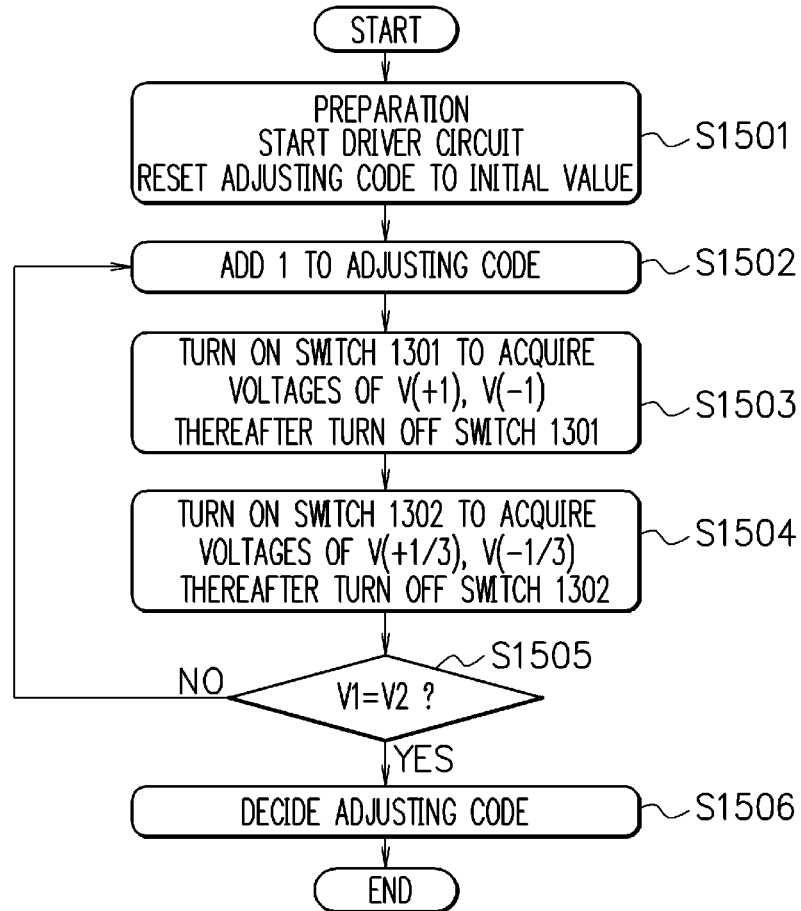 START
PREPARATION
START DRIVER CIRCUIT
RESET ADJUSTING CODE TO INITIAL VALUE
S1501
ADD 1 TO ADJUSTING CODE
S1502
TURN ON SWITCH 1301 TO ACQUIRE
VOLTAGES OF V(+1), V(-1)
THEREAFTER TURN OFF SWITCH 1301
S1503
TURN ON SWITCH 1302 TO ACQUIRE
VOLTAGES OF V(+1/3), V(-1/3)
THEREAFTER TURN OFF SWITCH 1302
S1504
S1505
NO
V1=V2 ?
YES
DECIDE ADJUSTING CODE
S1506
END